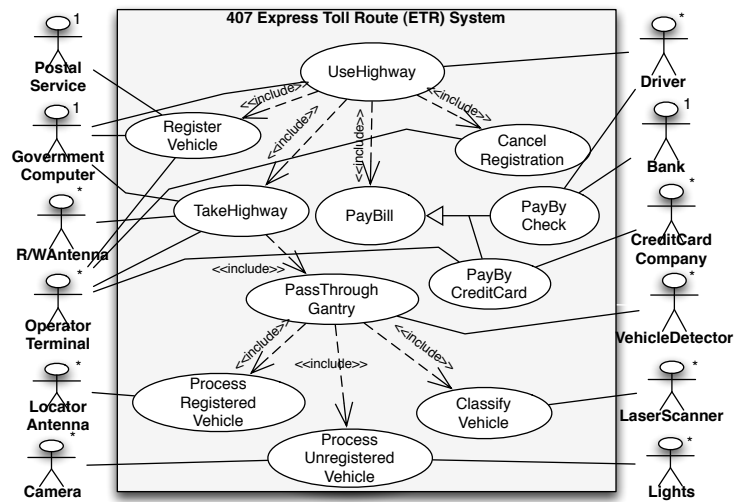 407 Express Toll Route (ETR) System
1
Postal
Service
1
Government
Computer
*
R/WAntenna
*
Operator
Terminal
*
Locator
Antenna
*
Camera
UseHighway
<<include>>
<<include>>
<<include>>
<<include>>
Register
Vehicle
Cancel
Registration
TakeHighway
PayBill
PayBy
Check
PayBy
CreditCard
<<include>>
PassThrough
Gantry
<<include>>
<<include>>
<<include>>
Process
Registered
Vehicle
Classify
Vehicle
Process
Unregistered
Vehicle
*
Driver
1
Bank
*
CreditCard
Company
*
VehicleDetector
*
LaserScanner
*
Lights